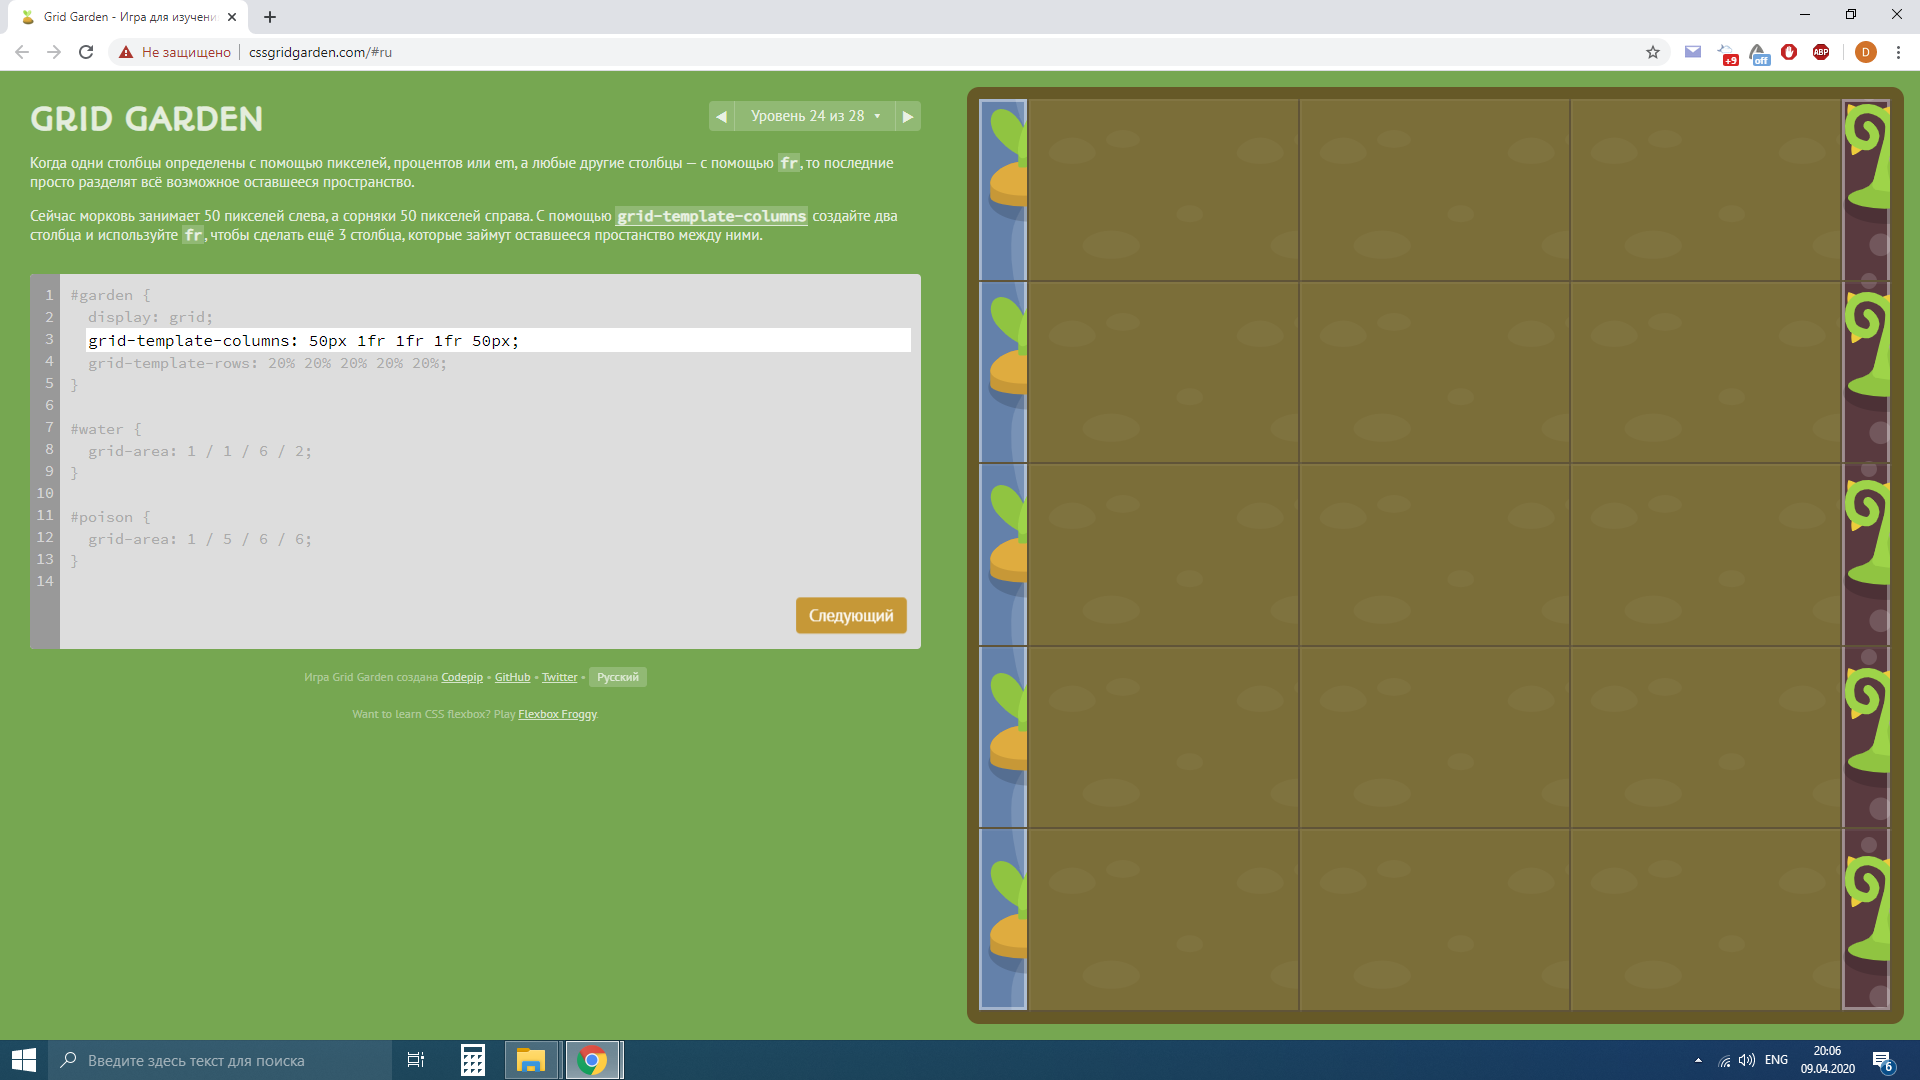 Grid Garden - Игра для изучени
Не защищено
cssgridgarden.com/#ru
+9
off
ABP
D
GRID GARDEN
Уровень 24 из 28
Когда одни столбцы определены с помощью пикселей, процентов или em, а любые другие столбцы — с помощью fr, то последние
просто разделят всё возможное оставшееся пространство.
Сейчас морковь занимает 50 пикселей слева, а сорняки 50 пикселей справа. С помощью grid-template-columns создайте два
столбца и используйте fr, чтобы сделать ещё 3 столбца, которые займут оставшееся простанство между ними.
1 #garden {
2 display: grid;
3 grid-template-columns: 50px 1fr 1fr 1fr 50px;
4 grid-template-rows: 20% 20% 20% 20% 20%;
5 }
6
7 #water {
8 grid-area: 1 / 1 / 6 / 2;
9 }
10
11 #poison {
12 grid-area: 1 / 5 / 6 / 6;
13 }
14
Следующий
Игра Grid Garden создана Codepip • GitHub • Twitter • Русский
Want to learn CSS flexbox? Play Flexbox Froggy.
Введите здесь текст для поиска
ENG
20:06
09.04.2020
6